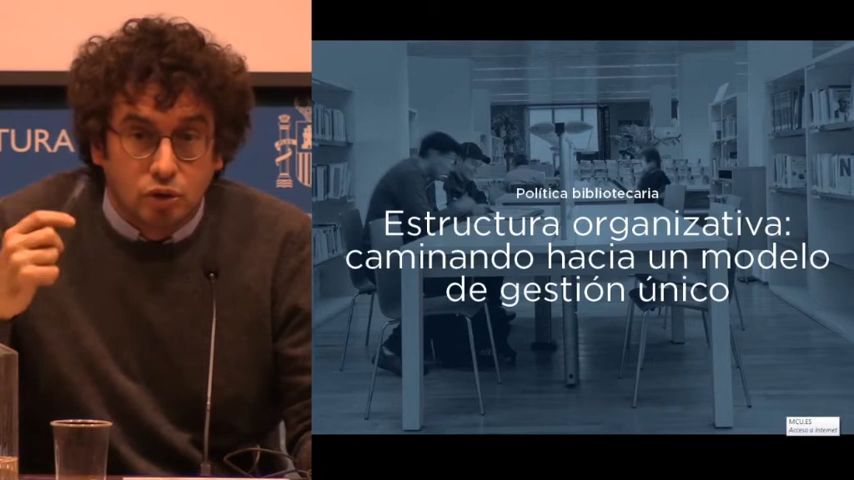 TURA
Política bibliotecaria
Estructura organizativa:
caminando hacia un modelo
de gestión único
MCU.ES
Acceso a Internet